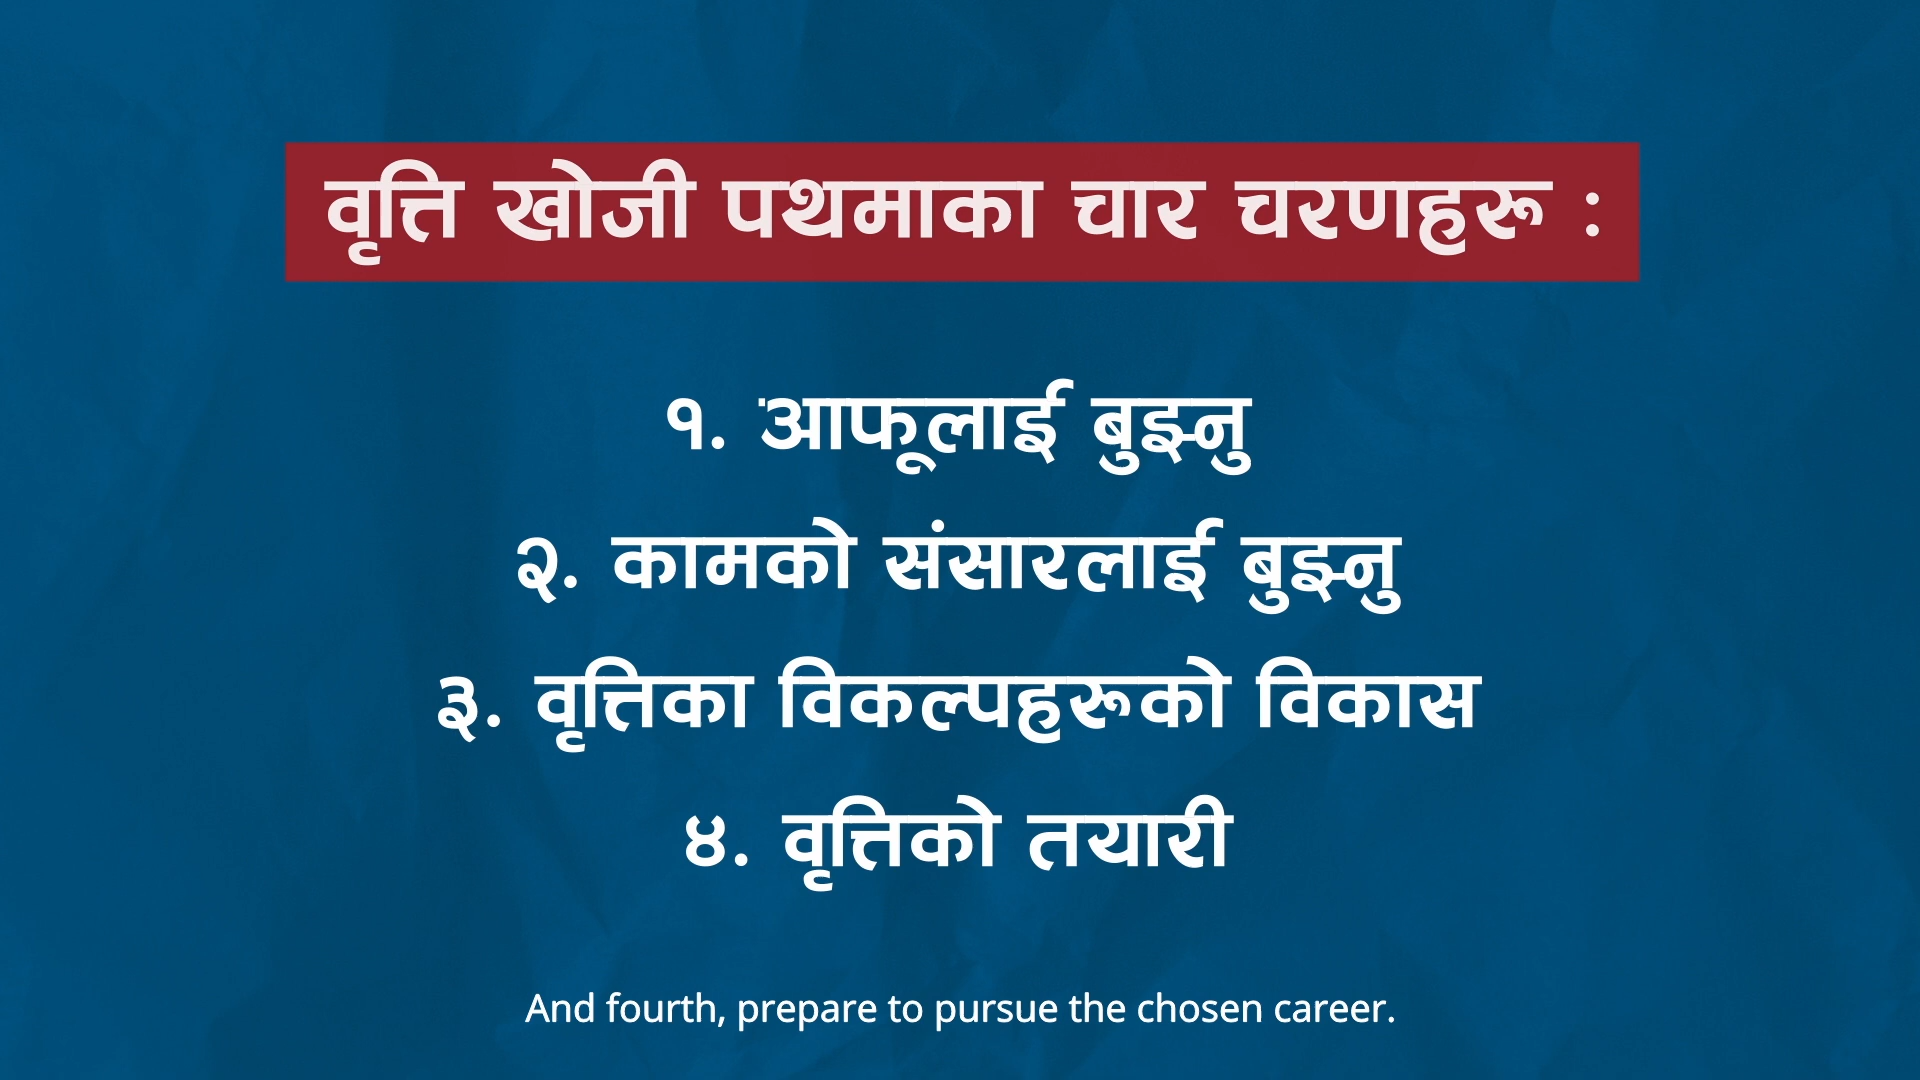 वृत्ति खोजी पथमाका चार चरणहरू :
१. आफूलाई बुझ्नु
२. कामको संसारलाई बुझ्नु
३. वृत्तिका विकल्पहरूको विकास
४. वृत्तिको तयारी
And fourth, prepare to pursue the chosen career.